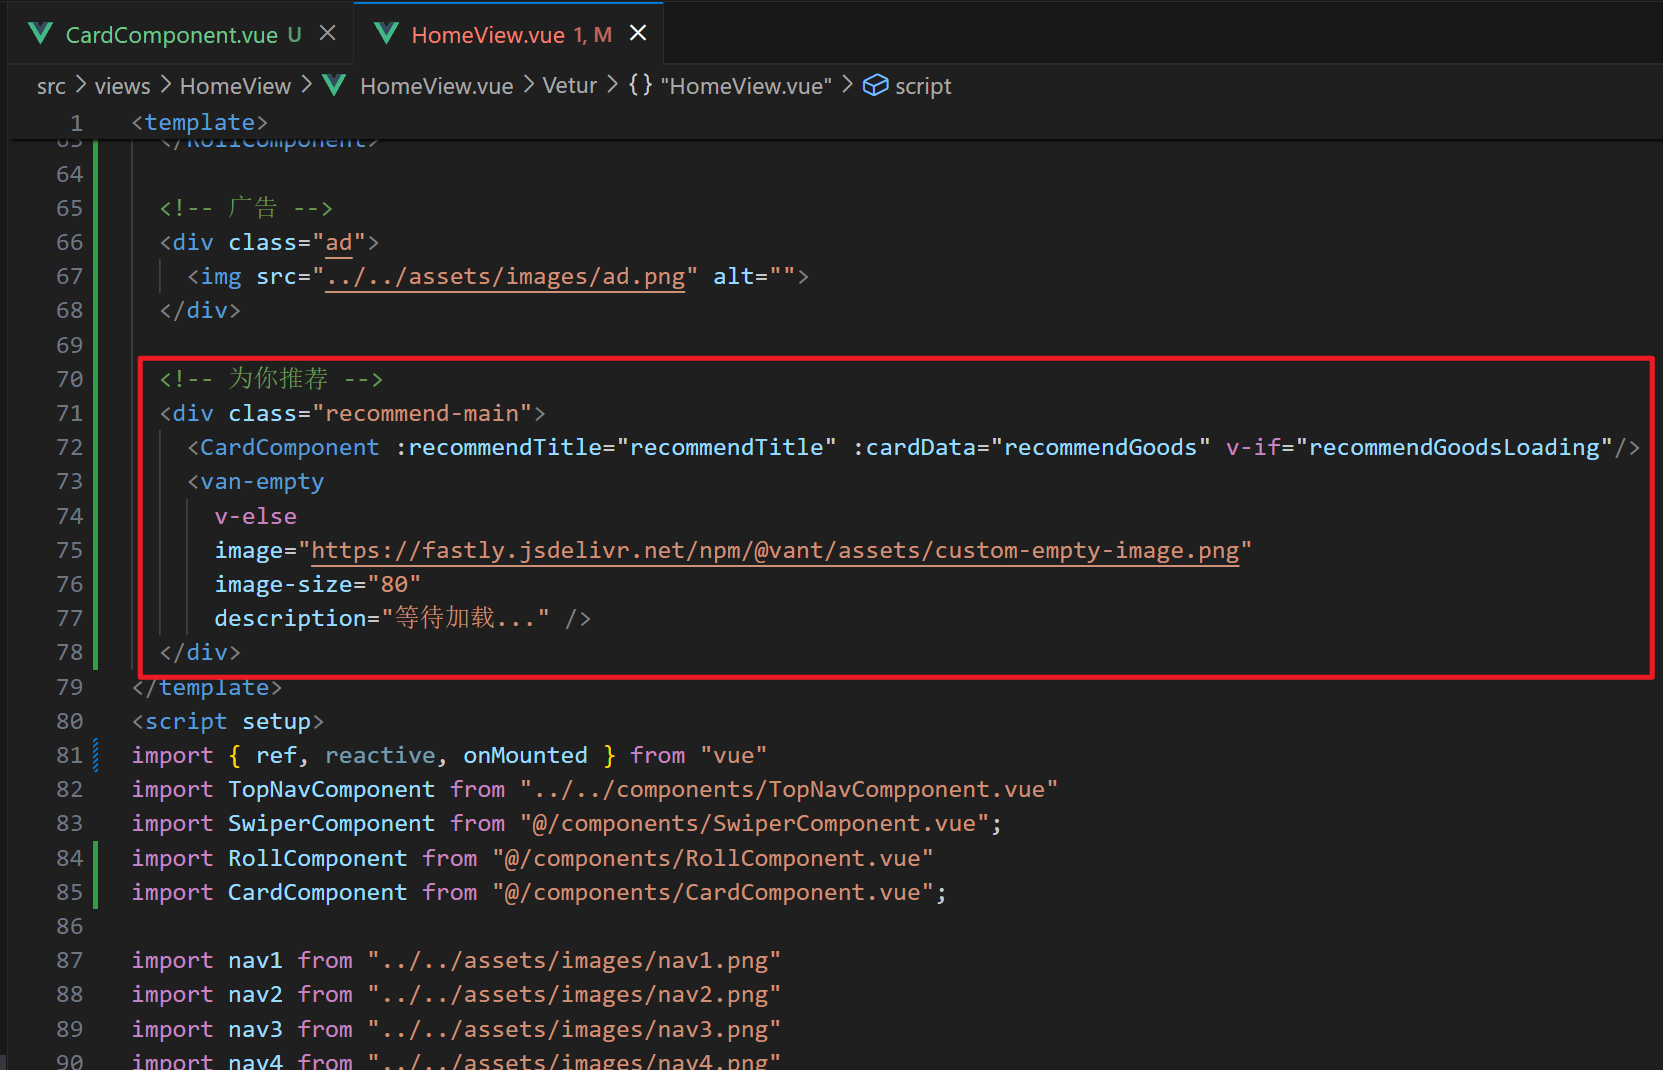 CardComponent.vue U
HomeView.vue 1, M
src > views > HomeView > HomeView.vue > Vetur > {} "HomeView.vue" > script
1 <template>
63 </RollComponent>
64
65 <!-- 广告 -->
66 <div class="ad">
67 <img src="../../assets/images/ad.png" alt="">
68 </div>
69
70 <!-- 为你推荐 -->
71 <div class="recommend-main">
72 <CardComponent :recommendTitle="recommendTitle" :cardData="recommendGoods" v-if="recommendGoodsLoading"/>
73 <van-empty
74 v-else
75 image="https://fastly.jsdelivr.net/npm/@vant/assets/custom-empty-image.png"
76 image-size="80"
77 description="等待加载..." />
78 </div>
79 </template>
80 <script setup>
81 import { ref, reactive, onMounted } from "vue"
82 import TopNavComponent from "../../components/TopNavCompponent.vue"
83 import SwiperComponent from "@/components/SwiperComponent.vue";
84 import RollComponent from "@/components/RollComponent.vue"
85 import CardComponent from "@/components/CardComponent.vue";
86
87 import nav1 from "../../assets/images/nav1.png"
88 import nav2 from "../../assets/images/nav2.png"
89 import nav3 from "../../assets/images/nav3.png"
90 import nav4 from "../../assets/images/nav4.png"